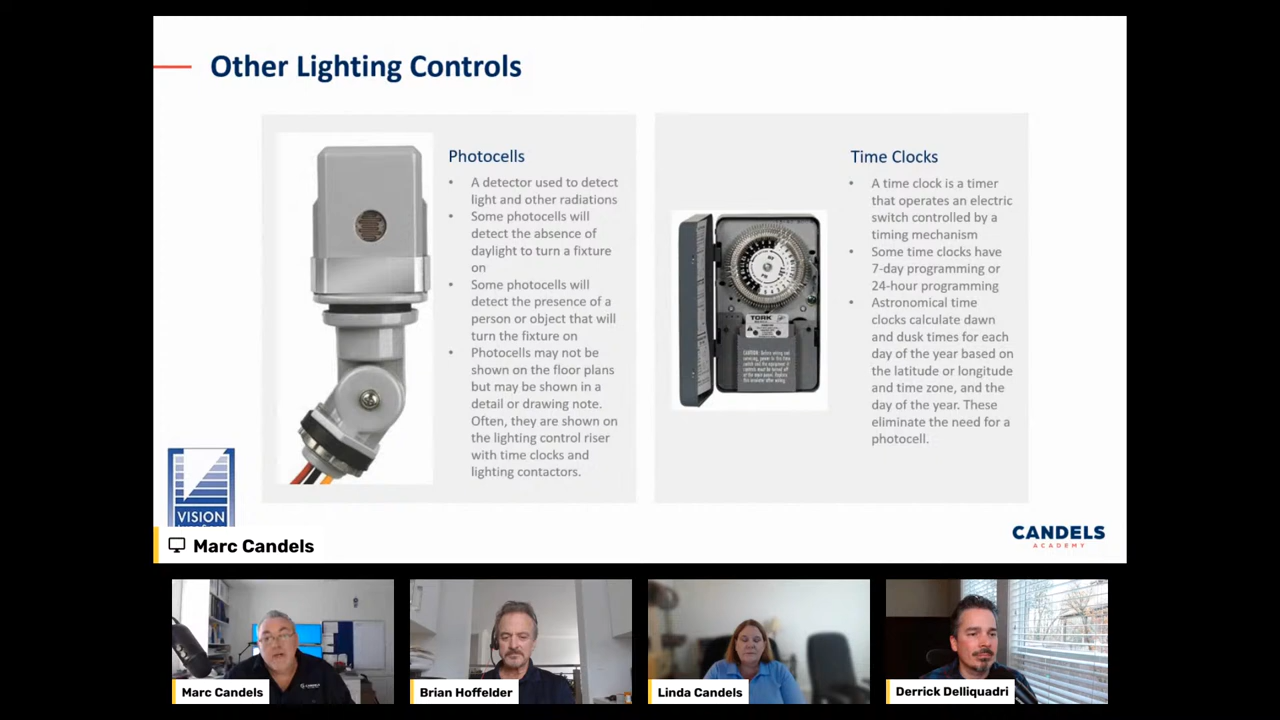 Other Lighting Controls
Photocells
• A detector used to detect
light and other radiations
• Some photocells will
detect the absence of
daylight to turn a fixture
on
• Some photocells will
detect the presence of a
person or object that will
turn the fixture on
• Photocells may not be
shown on the floor plans
but may be shown in a
detail or drawing note.
Often, they are shown on
the lighting control riser
with time clocks and
lighting contactors.
Time Clocks
• A time clock is a timer
that operates an electric
switch controlled by a
timing mechanism
• Some time clocks have
7-day programming or
24-hour programming
• Astronomical time
clocks calculate dawn
and dusk times for each
day of the year based on
the latitude or longitude
and time zone, and the
day of the year. These
eliminate the need for a
photocell.
TORK
VISION
Marc Candels
CANDELS
ACADEMY
Marc Candels
Brian Hoffelder
Linda Candels
Derrick Delliquadri